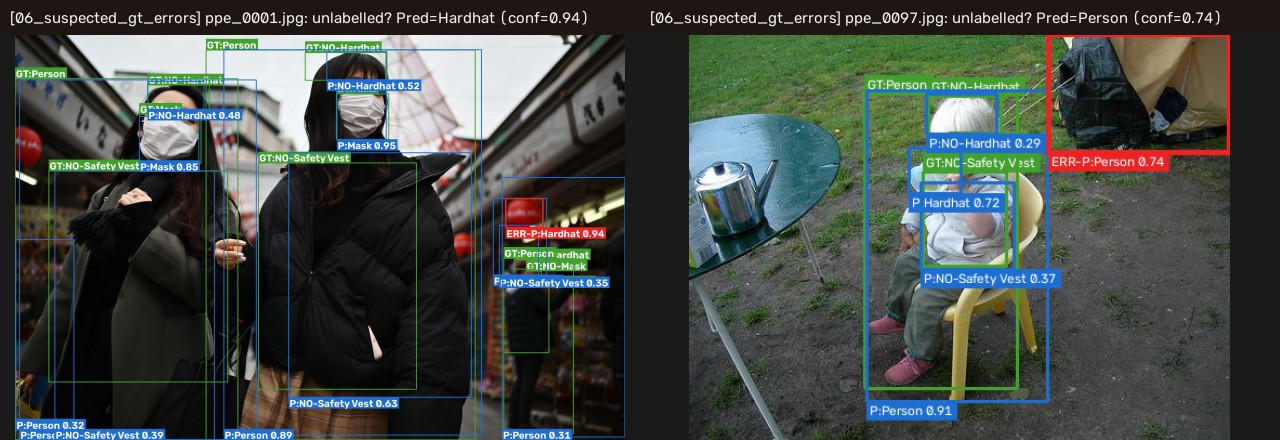 [06_suspected_gt_errors] ppe_0001.jpg: unlabelled? Pred=Hardhat (conf=0.94)
[06_suspected_gt_errors] ppe_0097.jpg: unlabelled? Pred=Person (conf=0.74)
GT:Person
GT:NO-Hardhat
GT:Person
GT:NO-Hardhat
P:NO-Hardhat 0.52
GT:Mask
P:NO-Hardhat 0.48
P:Mask 0.95
GT:NO-Safety Vest
GT:NO-Safety Vest
P:Mask 0.85
ERR-P:Hardhat 0.94
GT:Person
ardhat
GT:NO-Mask
P:NO-Safety Vest 0.35
P:NO-Safety Vest 0.63
P:Person 0.32
P:NO-Safety Vest 0.39
P:Person 0.89
P:Person 0.31
GT:Person
GT:NO-Hardhat
P:NO-Hardhat 0.29
GT:NO-Safety Vest
ERR-P:Person 0.74
P Hardhat 0.72
P:NO-Safety Vest 0.37
P:Person 0.91